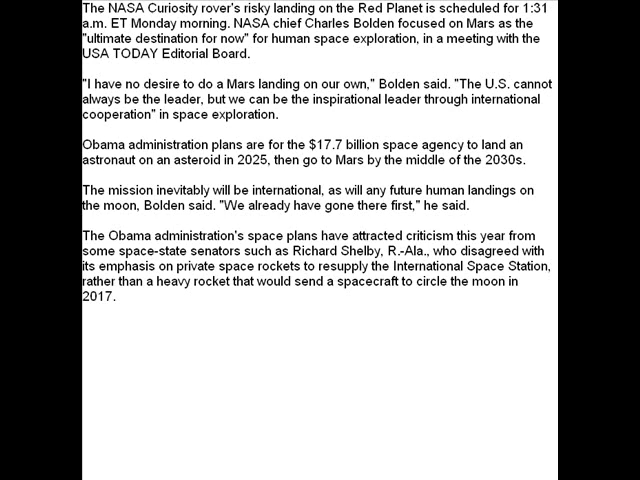 The NASA Curiosity rover's risky landing on the Red Planet is scheduled for 1:31
a.m. ET Monday morning. NASA chief Charles Bolden focused on Mars as the
"ultimate destination for now" for human space exploration, in a meeting with the
USA TODAY Editorial Board.
"I have no desire to do a Mars landing on our own," Bolden said. "The U.S. cannot
always be the leader, but we can be the inspirational leader through international
cooperation" in space exploration.
Obama administration plans are for the $17.7 billion space agency to land an
astronaut on an asteroid in 2025, then go to Mars by the middle of the 2030s.
The mission inevitably will be international, as will any future human landings on
the moon, Bolden said. "We already have gone there first," he said.
The Obama administration's space plans have attracted criticism this year from
some space-state senators such as Richard Shelby, R.-Ala., who disagreed with
its emphasis on private space rockets to resupply the International Space Station,
rather than a heavy rocket that would send a spacecraft to circle the moon in
2017.